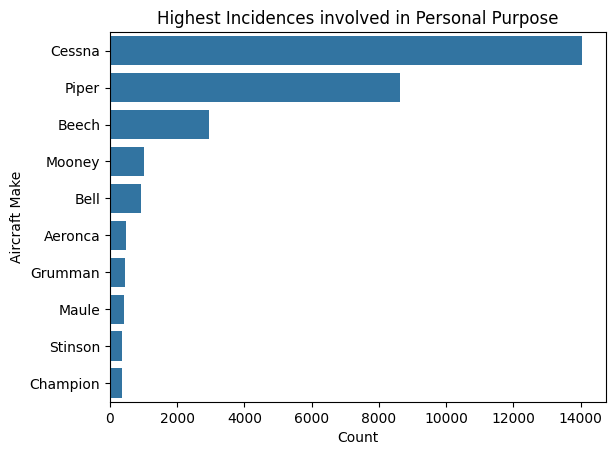 Highest Incidences involved in Personal Purpose
Aircraft Make
Cessna
Piper
Beech
Mooney
Bell
Aeronca
Grumman
Maule
Stinson
Champion
0 2000 4000 6000 8000 10000 12000 14000
Count